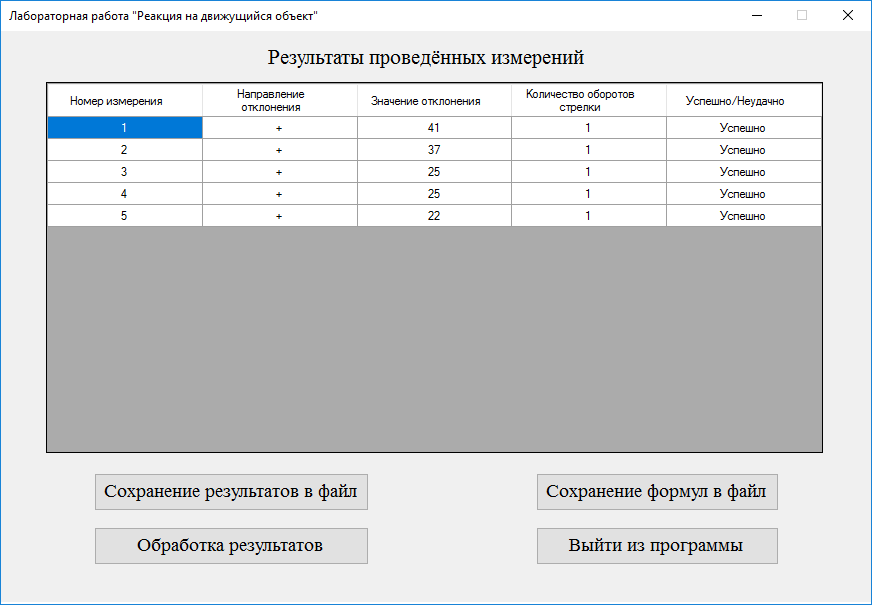 Лабораторная работа "Реакция на движущийся объект"
Результаты проведённых измерений
Номер измерения Направление отклонения Значение отклонения Количество оборотов стрелки Успешно/Неудачно
1 + 41 1 Успешно
2 + 37 1 Успешно
3 + 25 1 Успешно
4 + 25 1 Успешно
5 + 22 1 Успешно
Сохранение результатов в файл Сохранение формул в файл
Обработка результатов Выйти из программы